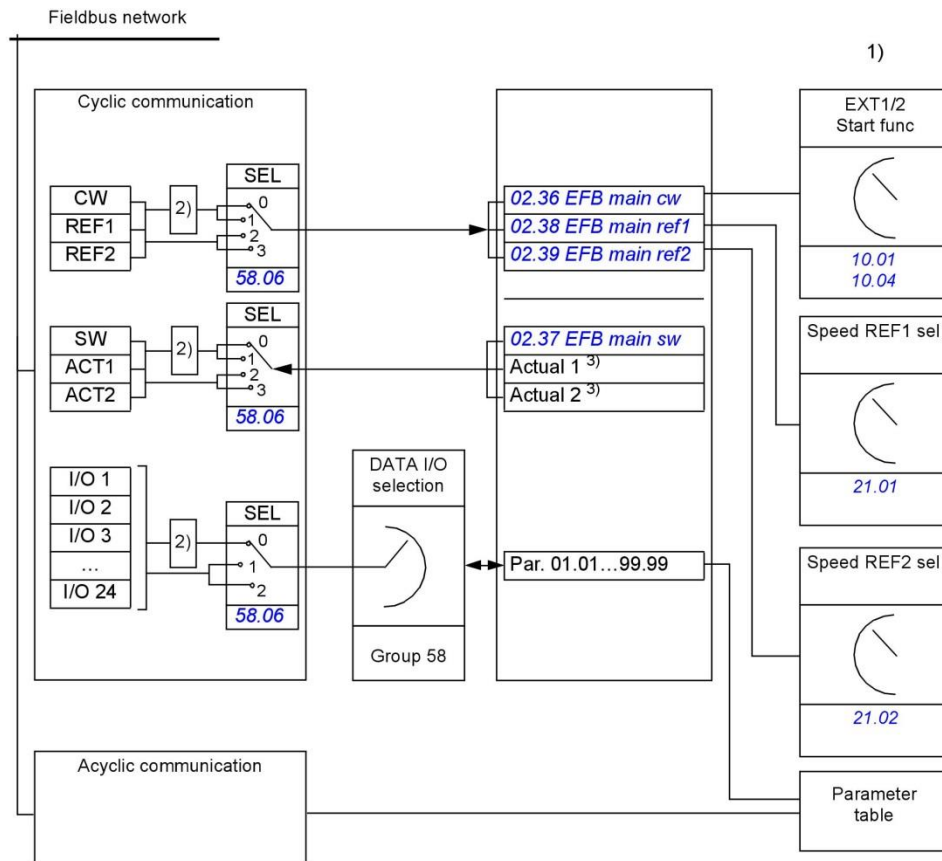 Fieldbus network
1)
Cyclic communication
EXT1/2
Start func
SEL
CW
REF1
REF2
2)
0
1
2
3
58.06
02.36 EFB main cw
02.38 EFB main ref1
02.39 EFB main ref2
10.01
10.04
SEL
SW
ACT1
ACT2
2)
0
1
2
3
58.06
02.37 EFB main sw
Actual 1 3)
Actual 2 3)
Speed REF1 sel
21.01
I/O 1
I/O 2
I/O 3
...
I/O 24
2)
SEL
0
1
2
58.06
DATA I/O
selection
Group 58
Par. 01.01…99.99
Speed REF2 sel
21.02
Acyclic communication
Parameter
table